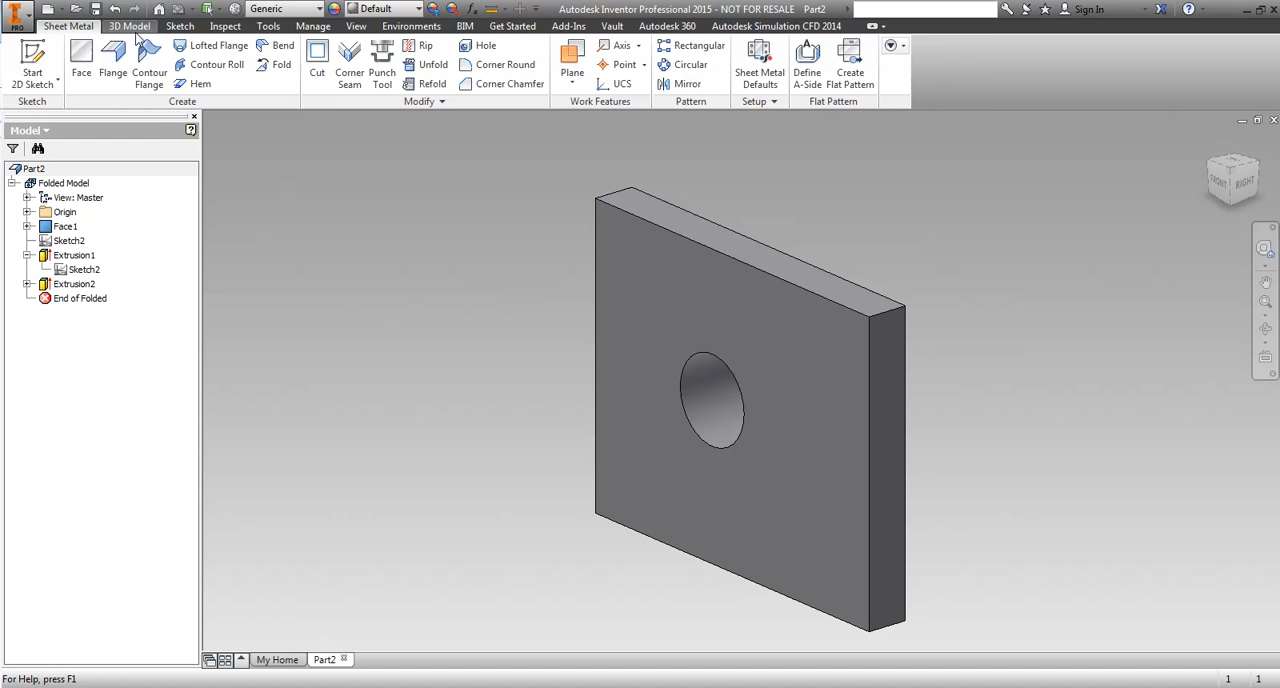 Generic
Default
Autodesk Inventor Professional 2015 - NOT FOR RESALE Part2
Sign In
PRO
Sheet Metal
3D Model
Sketch
Inspect
Tools
Manage
View
Environments
BIM
Get Started
Add-Ins
Vault
Autodesk 360
Autodesk Simulation CFD 2014
Start
2D Sketch
Face
Flange
Contour
Flange
Lofted Flange
Contour Roll
Hem
Bend
Fold
Cut
Corner
Seam
Punch
Tool
Rip
Unfold
Refold
Hole
Corner Round
Corner Chamfer
Plane
Axis
Point
UCS
Rectangular
Circular
Mirror
Sheet Metal
Defaults
Define
A-Side
Create
Flat Pattern
Sketch
Create
Modify
Work Features
Pattern
Setup
Flat Pattern
Model
Part2
Folded Model
View: Master
Origin
Face1
Sketch2
Extrusion1
Sketch2
Extrusion2
End of Folded
FRONT
RIGHT
My Home
Part2
For Help, press F1
1
1